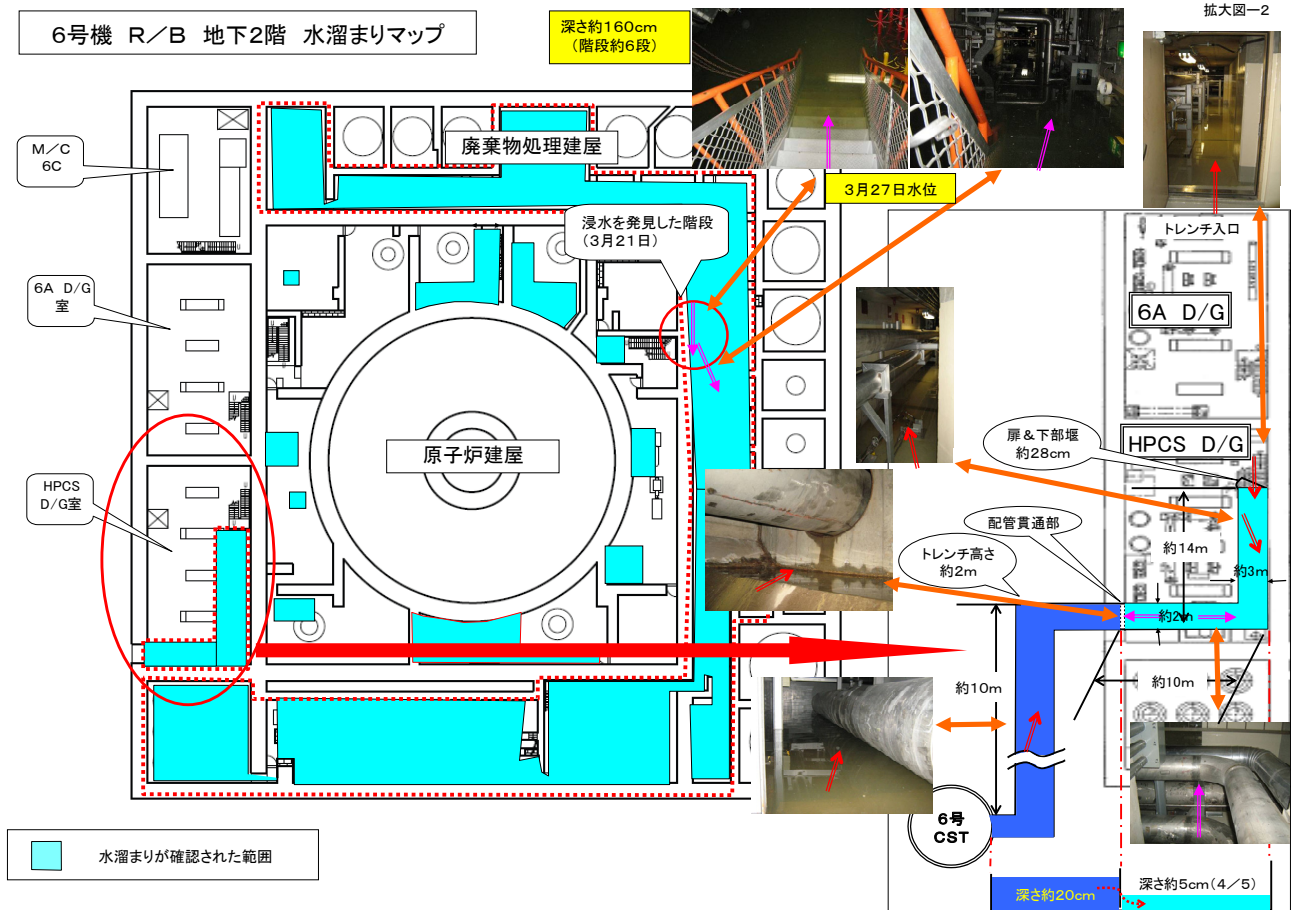 拡大図ー2
6号機 R/B 地下2階 水溜まりマップ
深さ約160cm
(階段約6段)
M/C
6C
廃棄物処理建屋
3月27日水位
浸水を発見した階段
(3月21日)
トレンチ入口
6A D/G
室
6A D/G
原子炉建屋
扉&下部堰
約28cm
HPCS D/G
HPCS
D/G室
配管貫通部
トレンチ高さ
約2m
約14m
約3m
約2m
約10m
約10m
6号
CST
水溜まりが確認された範囲
深さ約20cm
深さ約5cm(4/5)